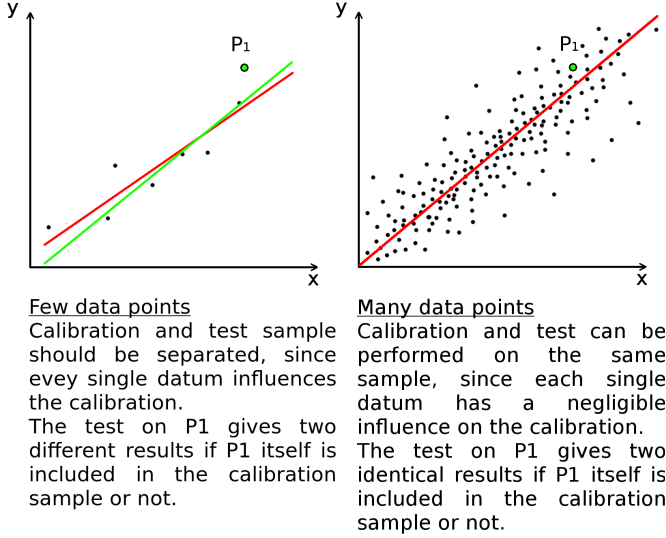 y
P1
x
y
P1
x
Few data points
Calibration and test sample
should be separated, since
evey single datum influences
the calibration.
The test on P1 gives two
different results if P1 itself is
included in the calibration
sample or not.
Many data points
Calibration and test can be
performed on the same
sample, since each single
datum has a negligible
influence on the calibration.
The test on P1 gives two
identical results if P1 itself is
included in the calibration
sample or not.